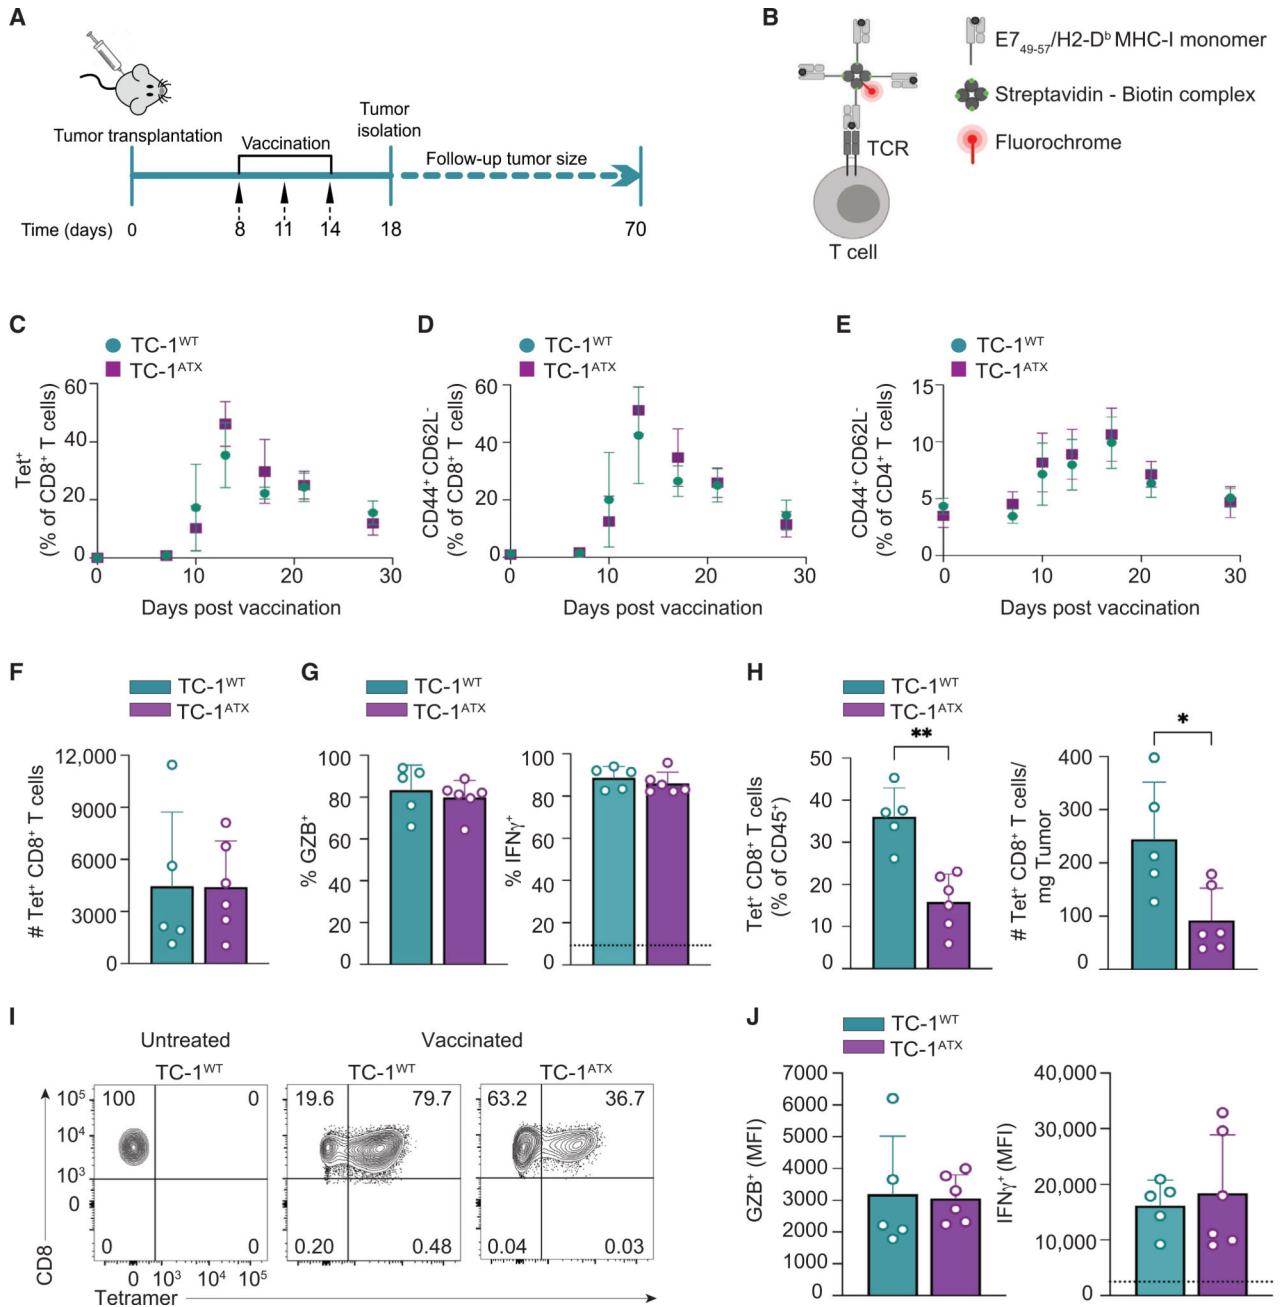 A
Tumor transplantation
Vaccination
Tumor
isolation
Follow-up tumor size
Time (days) 0 8 11 14 18 70
B
TCR
T cell
E7₄₉₋₅₇/H2-Dᵇ MHC-I monomer
Streptavidin - Biotin complex
Fluorochrome
C
TC-1ᵂᵀ
TC-1ᴬᵀˣ
Tet⁺
(% of CD8⁺ T cells)
60
40
20
0
0 10 20 30
Days post vaccination
D
TC-1ᵂᵀ
TC-1ᴬᵀˣ
CD44⁺ CD62L⁻
(% of CD8⁺ T cells)
60
40
20
0
0 10 20 30
Days post vaccination
E
TC-1ᵂᵀ
TC-1ᴬᵀˣ
CD44⁺ CD62L⁻
(% of CD4⁺ T cells)
15
10
5
0
0 10 20 30
Days post vaccination
F
TC-1ᵂᵀ
TC-1ᴬᵀˣ
# Tet⁺ CD8⁺ T cells
12,000
9000
6000
3000
0
G
TC-1ᵂᵀ
TC-1ᴬᵀˣ
% GZB⁺
100
80
60
40
20
0
% IFNγ⁺
100
80
60
40
20
0
H
TC-1ᵂᵀ
TC-1ᴬᵀˣ
**
Tet⁺ CD8⁺ T cells
(% of CD45⁺)
50
40
30
20
10
0
*
# Tet⁺ CD8⁺ T cells/
mg Tumor
400
300
200
100
0
I
Untreated Vaccinated
TC-1ᵂᵀ TC-1ᵂᵀ TC-1ᴬᵀˣ
100 0 19.6 79.7 63.2 36.7
0 0 0.20 0.48 0.04 0.03
10⁵
10⁴
10³
0
0 10³ 10⁴ 10⁵
CD8
Tetramer
J
TC-1ᵂᵀ
TC-1ᴬᵀˣ
GZB⁺ (MFI)
7000
6000
5000
4000
3000
2000
1000
0
IFNγ⁺ (MFI)
40,000
30,000
20,000
10,000
0